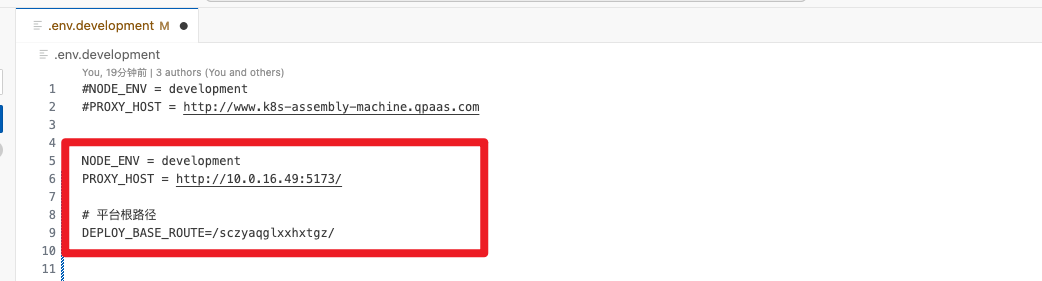 .env.development M
.env.development
You, 19分钟前 | 3 authors (You and others)
1 #NODE_ENV = development
2 #PROXY_HOST = http://www.k8s-assembly-machine.qpaas.com
3
4
5 NODE_ENV = development
6 PROXY_HOST = http://10.0.16.49:5173/
7
8 # 平台根路径
9 DEPLOY_BASE_ROUTE=/sczyaqglxxhxtgz/
10
11